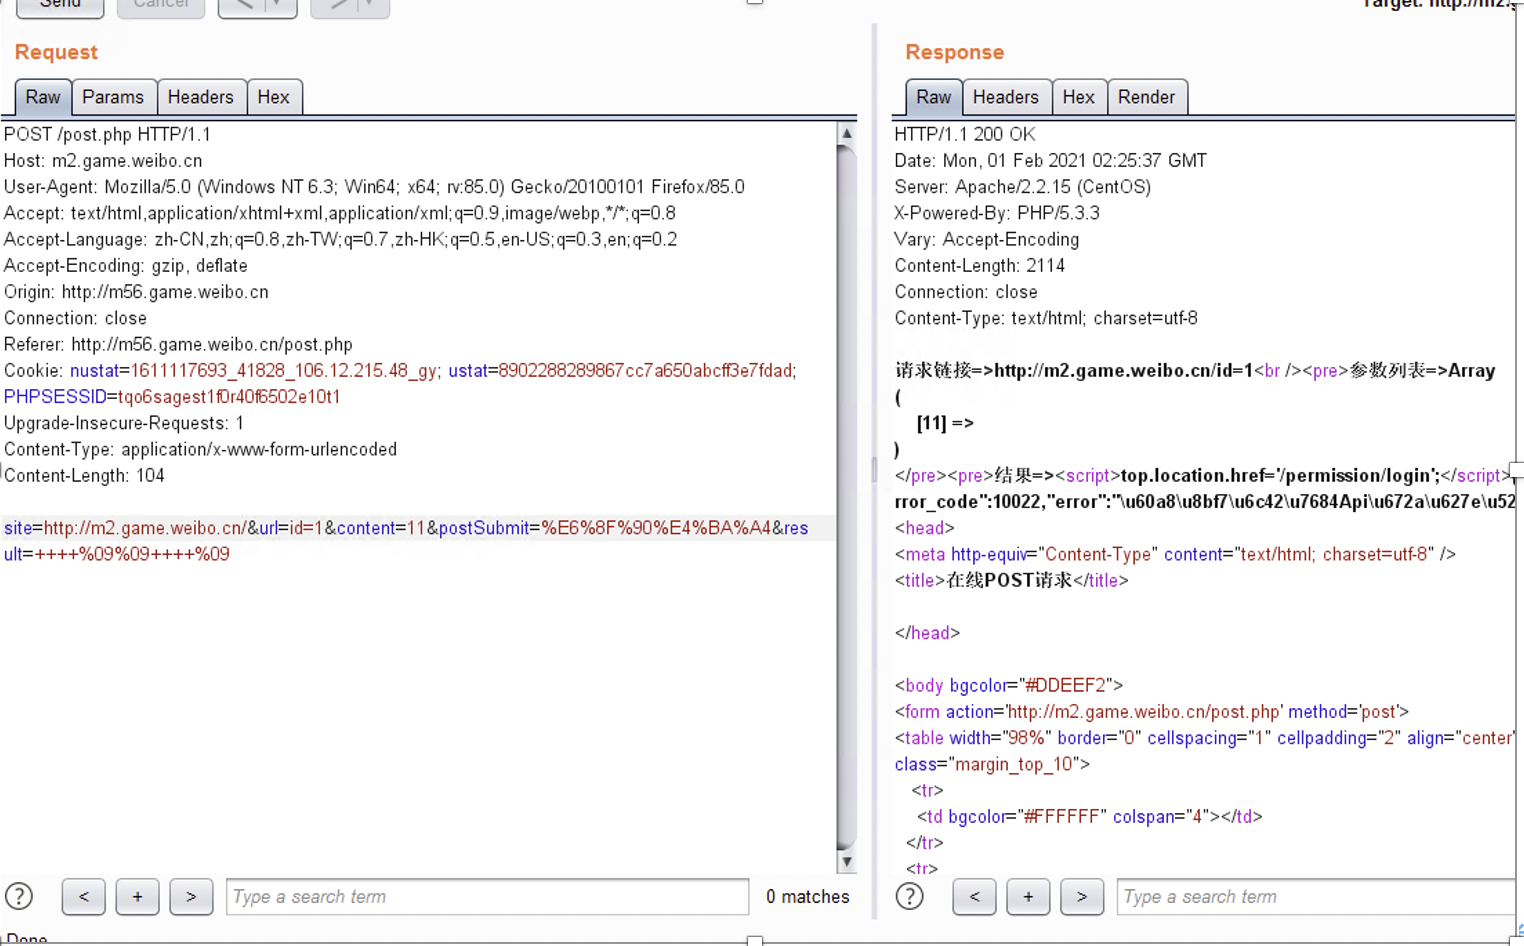 Send
Cancel
<
>
Request
Raw
Params
Headers
Hex
POST /post.php HTTP/1.1
Host: m2.game.weibo.cn
User-Agent: Mozilla/5.0 (Windows NT 6.3; Win64; x64; rv:85.0) Gecko/20100101 Firefox/85.0
Accept: text/html,application/xhtml+xml,application/xml;q=0.9,image/webp,*/*;q=0.8
Accept-Language: zh-CN,zh;q=0.8,zh-TW;q=0.7,zh-HK;q=0.5,en-US;q=0.3,en;q=0.2
Accept-Encoding: gzip, deflate
Origin: http://m56.game.weibo.cn
Connection: close
Referer: http://m56.game.weibo.cn/post.php
Cookie: nustat=1611117693_41828_106.12.215.48_gy; ustat=8902288289867cc7a650abcff3e7fdad;
PHPSESSID=tqo6sagest1f0r40f6502e10t1
Upgrade-Insecure-Requests: 1
Content-Type: application/x-www-form-urlencoded
Content-Length: 104
site=http://m2.game.weibo.cn/&url=id=1&content=11&postSubmit=%E6%8F%90%E4%BA%A4&res
ult=++++%09%09++++%09
?
<
+
>
Type a search term
0 matches
Done
Target: http://m2.
Response
Raw
Headers
Hex
Render
HTTP/1.1 200 OK
Date: Mon, 01 Feb 2021 02:25:37 GMT
Server: Apache/2.2.15 (CentOS)
X-Powered-By: PHP/5.3.3
Vary: Accept-Encoding
Content-Length: 2114
Connection: close
Content-Type: text/html; charset=utf-8
请求链接=>http://m2.game.weibo.cn/id=1<br /><pre>参数列表=>Array
(
[11] =>
)
</pre><pre>结果=><script>top.location.href='/permission/login';</script>
rror_code":10022,"error":"\u60a8\u8bf7\u6c42\u7684Api\u672a\u627e\u52
<head>
<meta http-equiv="Content-Type" content="text/html; charset=utf-8" />
<title>在线POST请求</title>
</head>
<body bgcolor="#DDEEF2">
<form action='http://m2.game.weibo.cn/post.php' method='post'>
<table width="98%" border="0" cellspacing="1" cellpadding="2" align="center"
class="margin_top_10">
<tr>
<td bgcolor="#FFFFFF" colspan="4"></td>
</tr>
<tr>
?
<
+
>
Type a search term